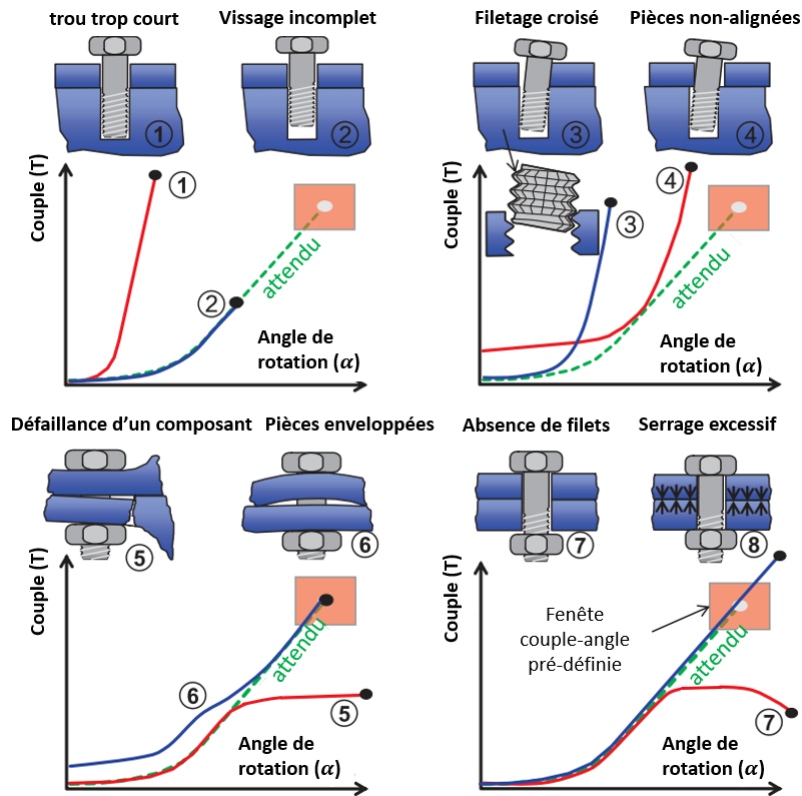 trou trop court
Vissage incomplet
Filetage croisé
Pièces non-alignées
1
2
3
4
Couple (T)
1
2
attendu
Angle de
rotation (α)
Couple (T)
3
4
attendu
Angle de
rotation (α)
Défaillance d'un composant
Pièces enveloppées
Absence de filets
Serrage excessif
5
6
7
8
Couple (T)
6
5
attendu
Angle de
rotation (α)
Couple (T)
Fenête
couple-angle
pré-définie
attendu
7
Angle de
rotation (α)